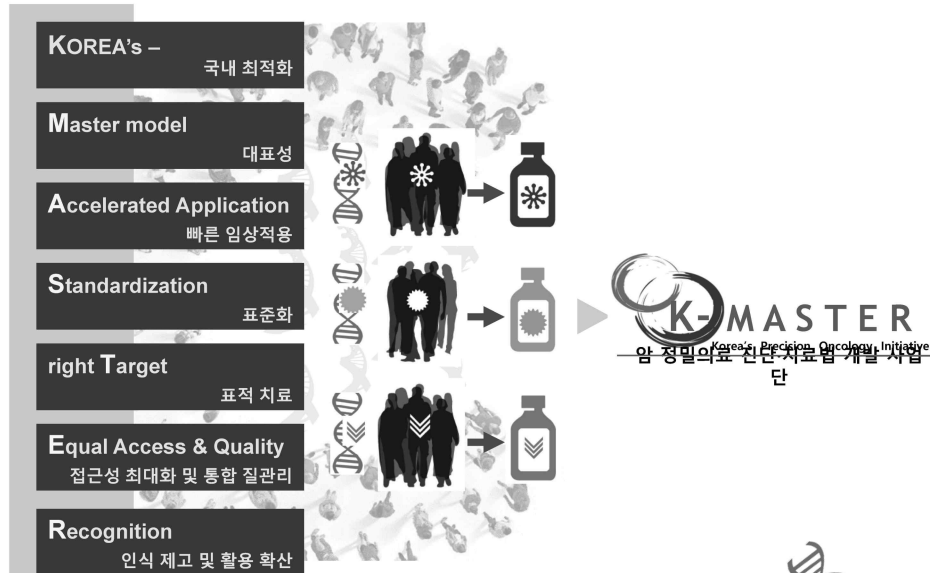 KOREA's –
국내 최적화
Master model
대표성
Accelerated Application
빠른 임상적용
Standardization
표준화
right Target
표적 치료
Equal Access & Quality
접근성 최대화 및 통합 질관리
Recognition
인식 제고 및 활용 확산
K-MASTER
Korea's Precision Oncology Initiative
암 정밀의료 진단·치료법 개발 사업
단